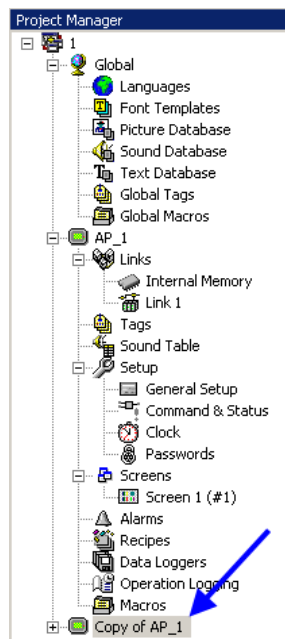 Project Manager
1
Global
Languages
Font Templates
Picture Database
Sound Database
Text Database
Global Tags
Global Macros
AP_1
Links
Internal Memory
Link 1
Tags
Sound Table
Setup
General Setup
Command & Status
Clock
Passwords
Screens
Screen 1 (#1)
Alarms
Recipes
Data Loggers
Operation Logging
Macros
Copy of AP_1